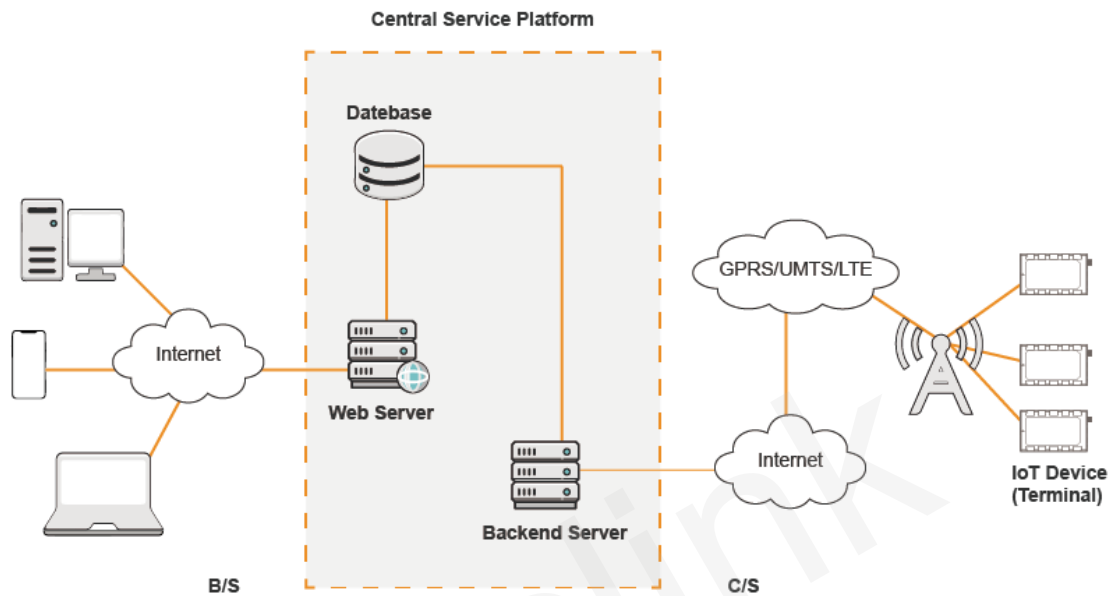 Central Service Platform
Datebase
GPRS/UMTS/LTE
Internet
Web Server
Internet
IoT Device
(Terminal)
Backend Server
B/S
C/S